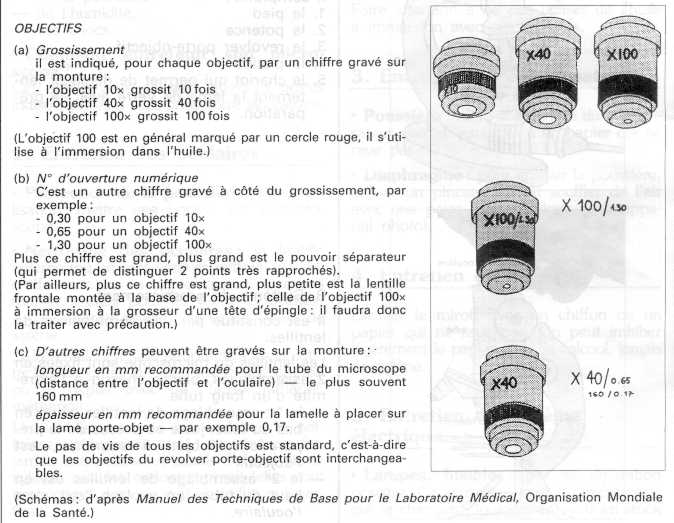 OBJECTIFS
(a) Grossissement
il est indiqué, pour chaque objectif, par un chiffre gravé sur
la monture :
- l'objectif 10× grossit 10 fois
- l'objectif 40× grossit 40 fois
- l'objectif 100× grossit 100 fois
(L'objectif 100 est en général marqué par un cercle rouge, il s'uti-
lise à l'immersion dans l'huile.)
(b) N° d'ouverture numérique
C'est un autre chiffre gravé à côté du grossissement, par
exemple :
- 0,30 pour un objectif 10×
- 0,65 pour un objectif 40×
- 1,30 pour un objectif 100×
Plus ce chiffre est grand, plus grand est le pouvoir séparateur
(qui permet de distinguer 2 points très rapprochés).
(Par ailleurs, plus ce chiffre est grand, plus petite est la lentille
frontale montée à la base de l'objectif ; celle de l'objectif 100×
à immersion à la grosseur d'une tête d'épingle : il faudra donc
la traiter avec précaution.)
(c) D'autres chiffres peuvent être gravés sur la monture :
longueur en mm recommandée pour le tube du microscope
(distance entre l'objectif et l'oculaire) — le plus souvent
160 mm
épaisseur en mm recommandée pour la lamelle à placer sur
la lame porte-objet — par exemple 0,17.
Le pas de vis de tous les objectifs est standard, c'est-à-dire
que les objectifs du revolver porte-objectif sont interchangea-
bles.
X10
X40
X100
X100/1.30
X 100/1.30
X40
X 40/0.65
160/0.17
(Schémas : d'après Manuel des Techniques de Base pour le Laboratoire Médical, Organisation Mondiale
de la Santé.)